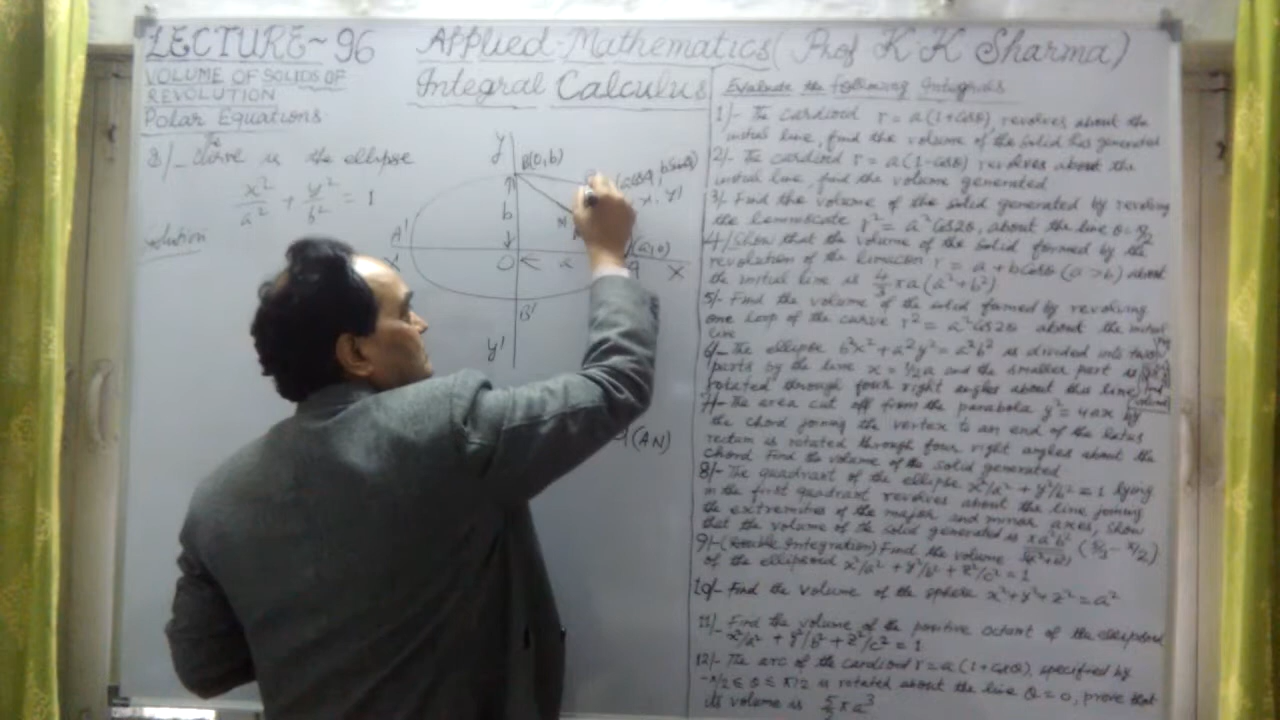 LECTURE~96
Applied-Mathematics( Prof K K Sharma)
VOLUME OF SOLIDS OF
REVOLUTION
Integral Calculus
Polar Equations
8/- The
Curve is the ellipse
x²/a² + y²/b² = 1
Solution
y
B(0,b)
(a cosφ, b sinφ)
x, y
b
M
A'
x'
O
a
(a,0)
X
B'
y'
(AN)
Evaluate the following Integrals
1/- The cardioid r = a(1+cosθ) revolves about the
initial line, find the volume of the solid has generated
2/- The cardioid r = a(1-cosθ) revolves about the
initial line, find the volume generated
3/- Find the volume of the solid generated by revolving
the lemniscate r² = a²cos2θ, about the line θ = π/2
4/ Show that the volume of the solid formed by the
revolution of the limacon r = a + b cosθ (a > b) about
the initial line is 4/3 πa(a²+b²)
5/- Find the volume of the solid formed by revolving
one loop of the curve r² = a²cos2θ about the initial
line
6/- The ellipse b²x² + a²y² = a²b² is divided into two
parts by the line x = 1/2 a and the smaller part is
rotated through four right angles about this line
7/- The area cut off from the parabola y² = 4ax by
the chord joining the vertex to an end of the latus
rectum is rotated through four right angles about the
chord Find the volume of the solid generated
8/- The quadrant of the ellipse x²/a² + y²/b² = 1 lying
in the first quadrant revolves about the line joining
the extremities of the major and minor axes, show
that the volume of the solid generated is πa²b² (5/3 - π/2)
9/- (Double Integration) Find the volume
of the ellipsoid x²/a² + y²/b² + z²/c² = 1
10/- Find the volume of the sphere x²+y²+z² = a²
11/- Find the volume of the positive octant of the ellipsoid
x²/a² + y²/b² + z²/c² = 1
12/- The arc of the cardioid r = a(1+cosθ), specified by
-π/2 ≤ θ ≤ π/2 is rotated about the line θ = 0, prove that
its volume is 5/2 πa³